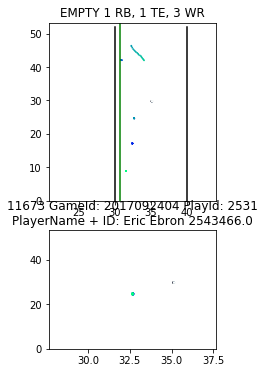 EMPTY 1 RB, 1 TE, 3 WR
50
40
30
20
10
0
25 30 35 40
11673 GameId: 2017092404 PlayId: 2531
PlayerName + ID: Eric Ebron 2543466.0
40
20
0
30.0 32.5 35.0 37.5